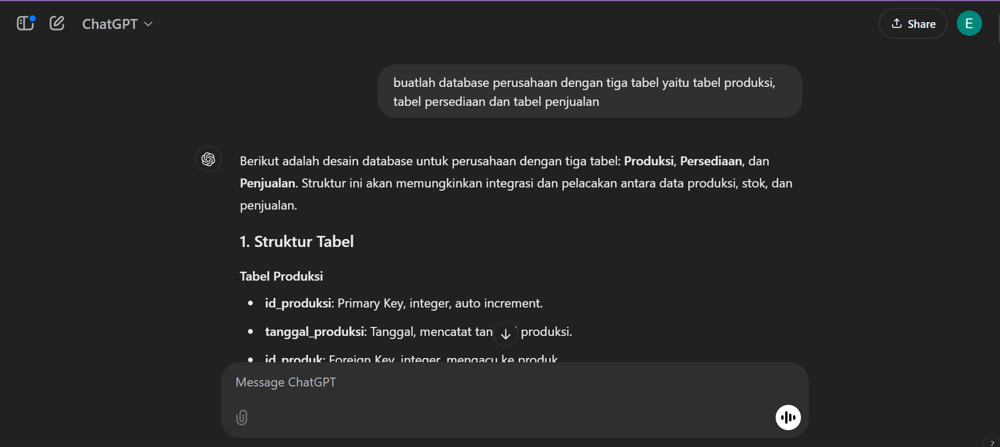 ChatGPT
Share
E
buatlah database perusahaan dengan tiga tabel yaitu tabel produksi,
tabel persediaan dan tabel penjualan
Berikut adalah desain database untuk perusahaan dengan tiga tabel: Produksi, Persediaan, dan
Penjualan. Struktur ini akan memungkinkan integrasi dan pelacakan antara data produksi, stok, dan
penjualan.
1. Struktur Tabel
Tabel Produksi
• id_produksi: Primary Key, integer, auto increment.
• tanggal_produksi: Tanggal, mencatat produksi.
• id_produk: Foreign Key, integer, mengacu ke produk
Message ChatGPT
?